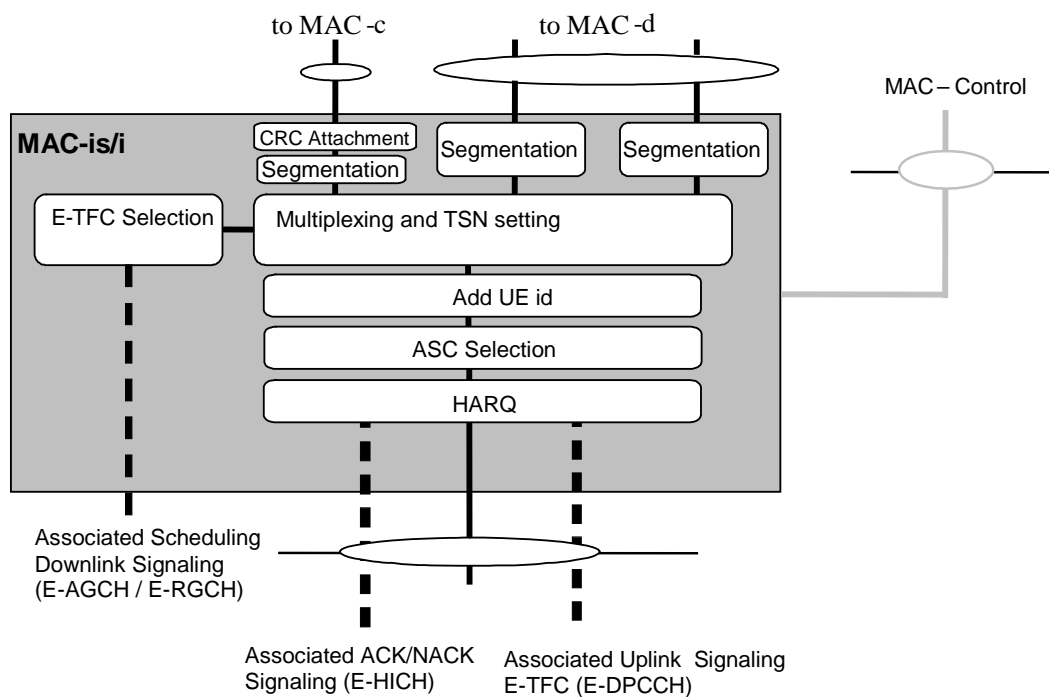 to MAC -c
to MAC -d
MAC – Control
MAC-is/i
CRC Attachment
Segmentation
Segmentation
Segmentation
E-TFC Selection
Multiplexing and TSN setting
Add UE id
ASC Selection
HARQ
Associated Scheduling
Downlink Signaling
(E-AGCH / E-RGCH)
Associated ACK/NACK
Signaling (E-HICH)
Associated Uplink Signaling
E-TFC (E-DPCCH)